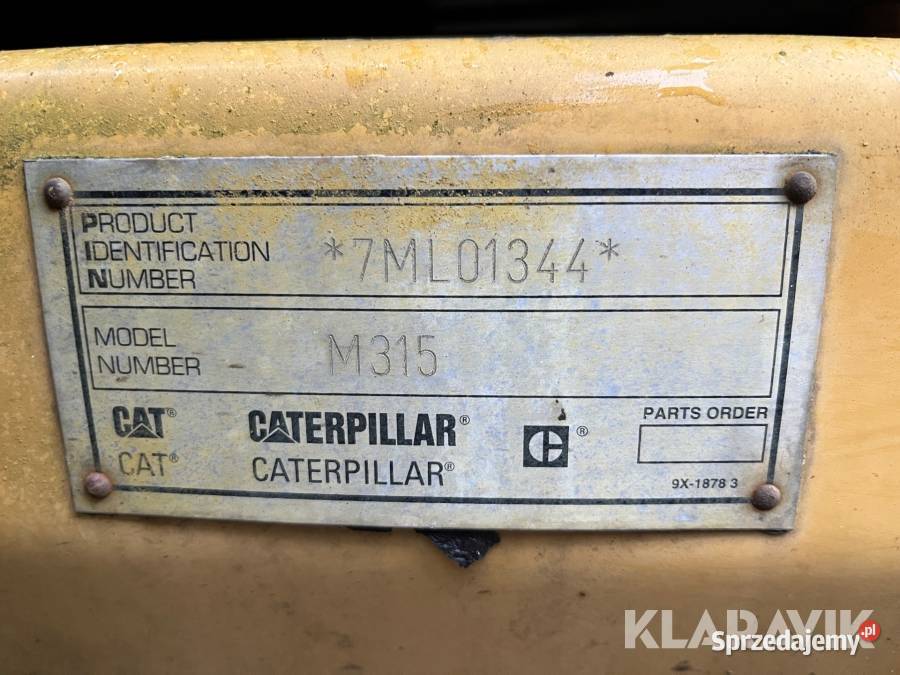 PRODUCT
IDENTIFICATION
NUMBER
*7ML01344*
MODEL
NUMBER
M315
CAT®
CATERPILLAR®
®
PARTS ORDER
CAT®
CATERPILLAR®
9X-1878 3
KLARAVIK
Sprzedajemy.pl